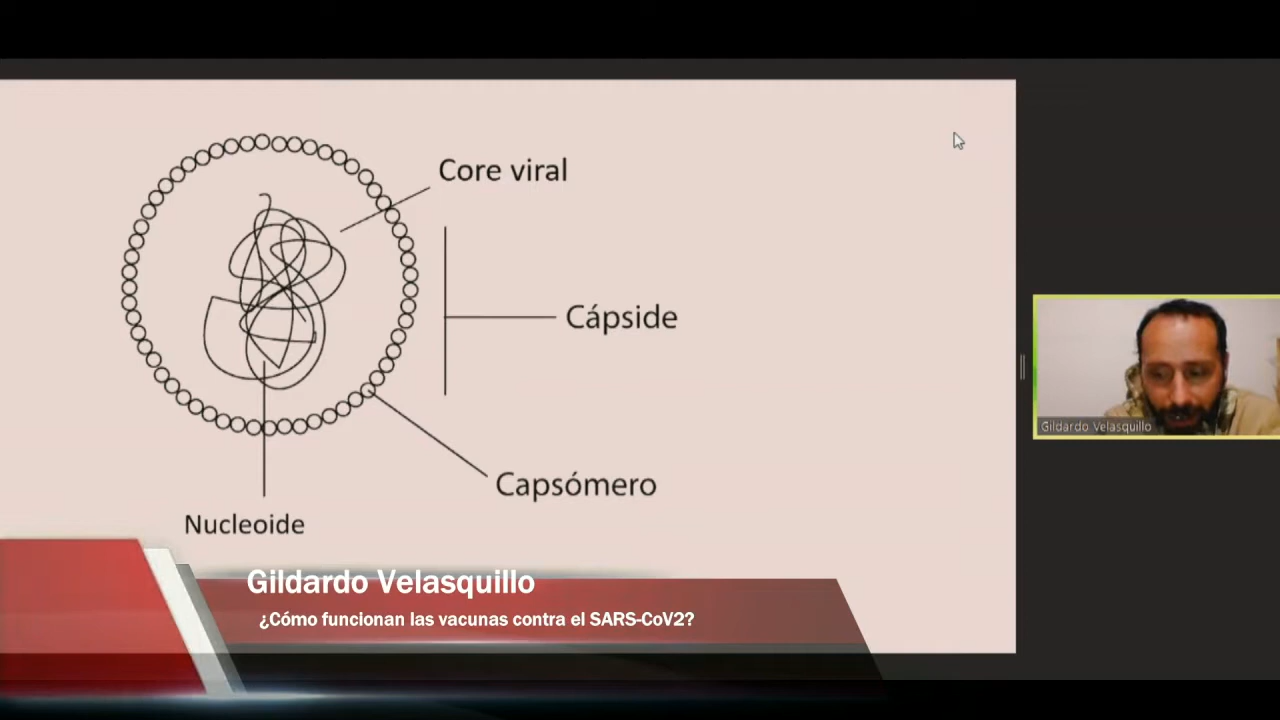 Core viral
Cápside
Capsómero
Nucleoide
Gildardo Velasquillo
Gildardo Velasquillo
¿Cómo funcionan las vacunas contra el SARS-CoV2?